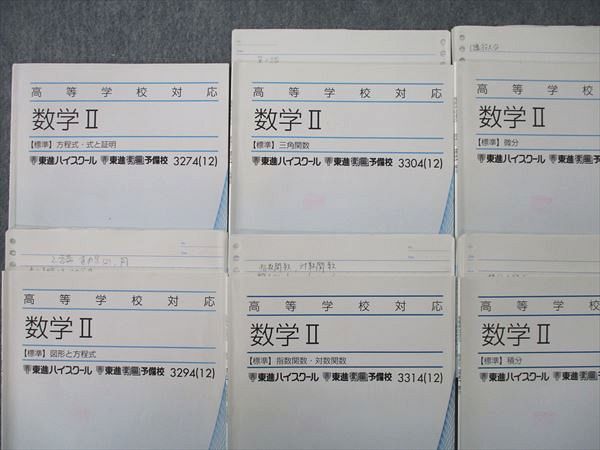 高等学校対応
数学Ⅱ
【標準】方程式・式と証明
東進ハイスクール 東進衛星予備校 3274(12)
高等学校対応
数学Ⅱ
【標準】三角関数
東進ハイスクール 東進衛星予備校 3304(12)
高等学校対応
数学Ⅱ
【標準】微分
東進ハイスクール 東進
高等学校対応
数学Ⅱ
【標準】図形と方程式
東進ハイスクール 東進衛星予備校 3294(12)
指数関数,対数関数
高等学校対応
数学Ⅱ
【標準】指数関数・対数関数
東進ハイスクール 東進衛星予備校 3314(12)
高等学校
数学Ⅱ
【標準】積分
東進ハイスクール 東進